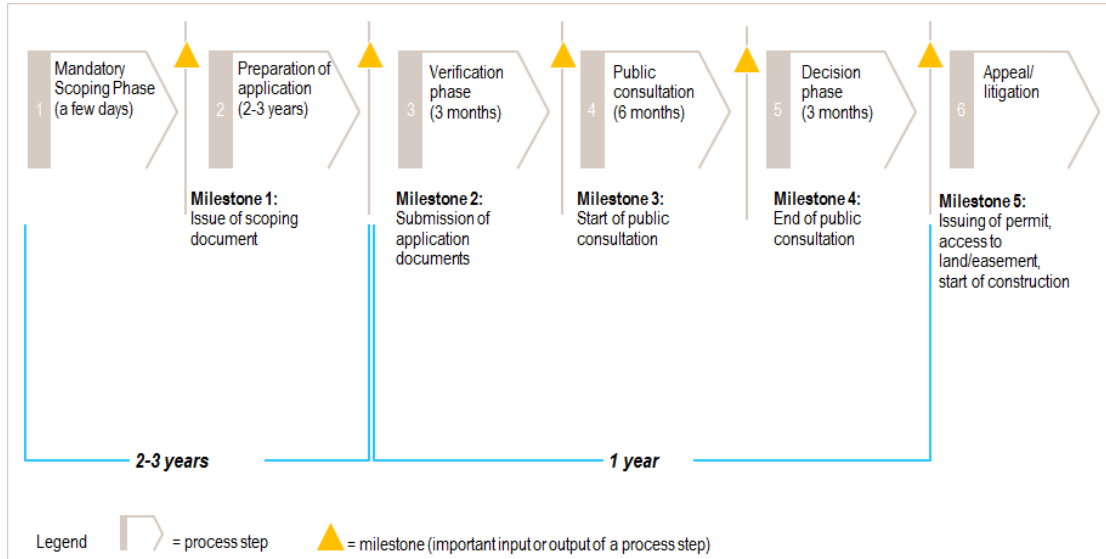 1
Mandatory
Scoping Phase
(a few days)
2
Preparation of
application
(2-3 years)
3
Verification
phase
(3 months)
4
Public
consultation
(6 months)
5
Decision
phase
(3 months)
6
Appeal/
litigation
Milestone 1:
Issue of scoping
document
Milestone 2:
Submission of
application
documents
Milestone 3:
Start of public
consultation
Milestone 4:
End of public
consultation
Milestone 5:
Issuing of permit,
access to
land/easement,
start of construction
2-3 years
1 year
Legend
= process step
= milestone (important input or output of a process step)